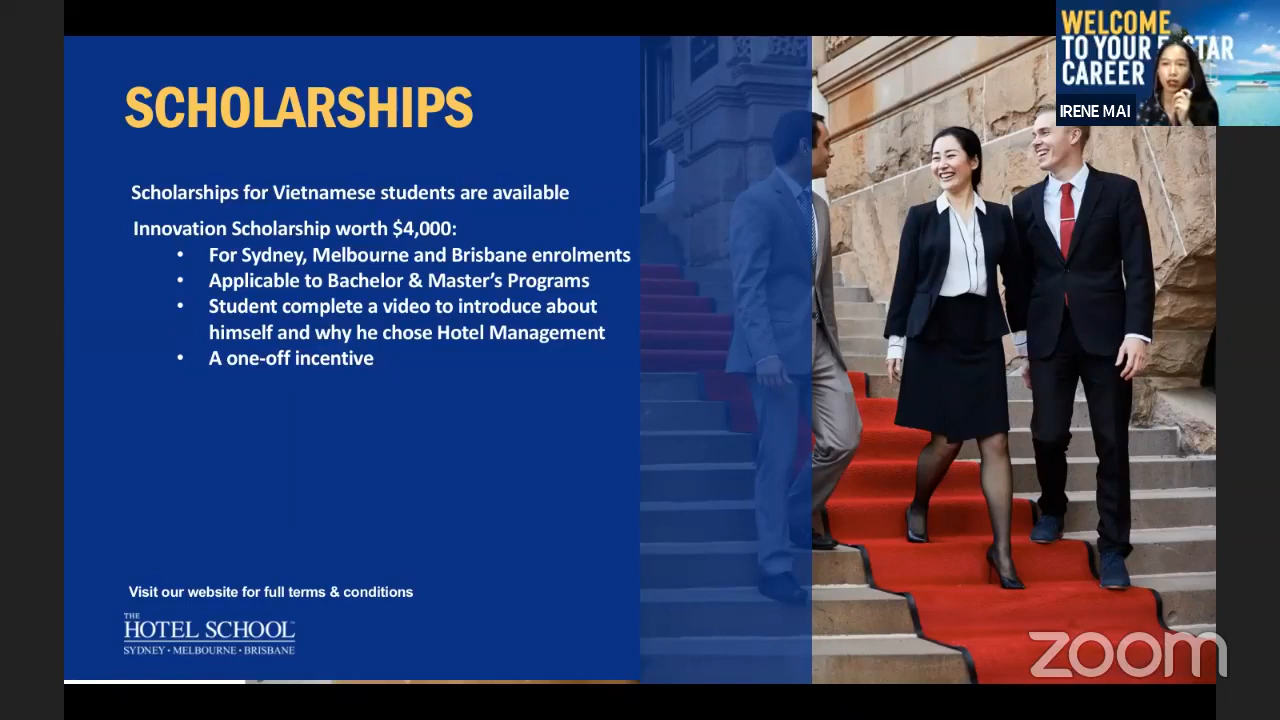 WELCOME
TO YOUR
STAR
CAREER
IRENE MAI
SCHOLARSHIPS
Scholarships for Vietnamese students are available
Innovation Scholarship worth $4,000:
• For Sydney, Melbourne and Brisbane enrolments
• Applicable to Bachelor & Master's Programs
• Student complete a video to introduce about
himself and why he chose Hotel Management
• A one-off incentive
Visit our website for full terms & conditions
THE
HOTEL SCHOOL
SYDNEY • MELBOURNE • BRISBANE
zoom